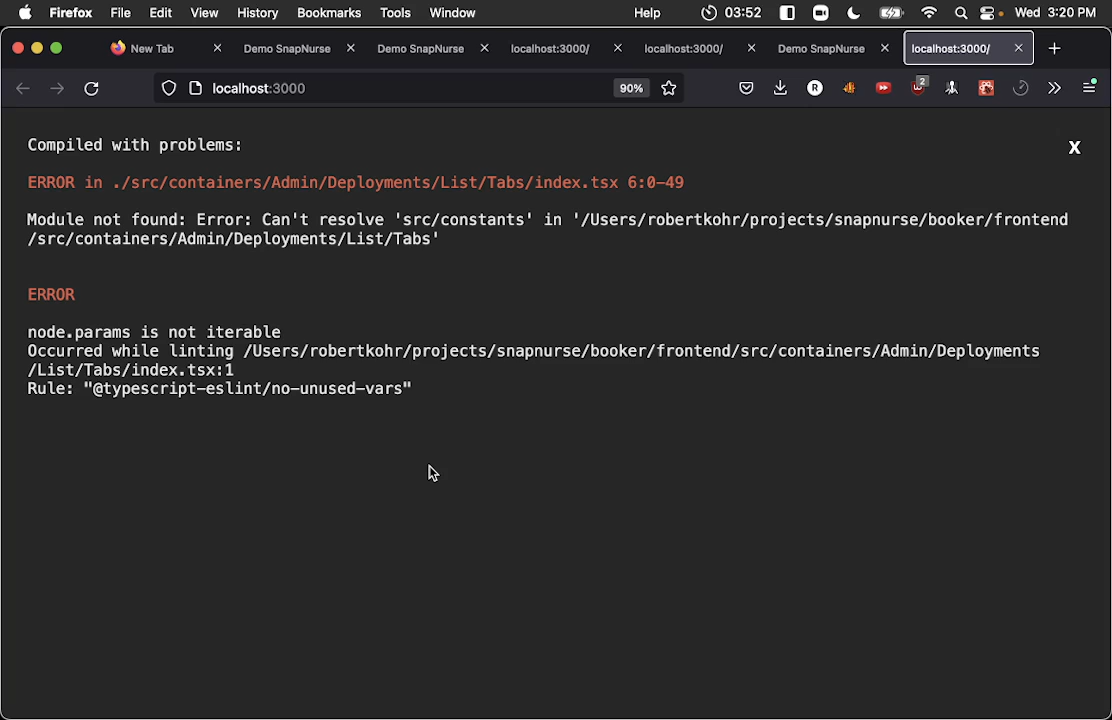 Firefox File Edit View History Bookmarks Tools Window Help 03:52 Wed 3:20 PM
New Tab Demo SnapNurse Demo SnapNurse localhost:3000/ localhost:3000/ Demo SnapNurse localhost:3000/
localhost:3000 90% R 2
Compiled with problems:
X
ERROR in ./src/containers/Admin/Deployments/List/Tabs/index.tsx 6:0-49
Module not found: Error: Can't resolve 'src/constants' in '/Users/robertkohr/projects/snapnurse/booker/frontend
/src/containers/Admin/Deployments/List/Tabs'
ERROR
node.params is not iterable
Occurred while linting /Users/robertkohr/projects/snapnurse/booker/frontend/src/containers/Admin/Deployments
/List/Tabs/index.tsx:1
Rule: "@typescript-eslint/no-unused-vars"